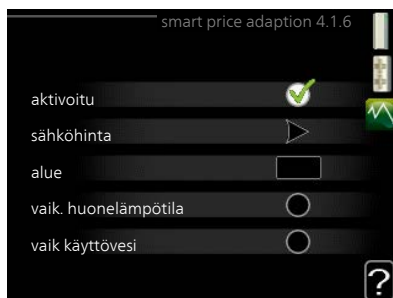 smart price adaption 4.1.6
aktivoitu
sähköhinta
alue
vaik. huonelämpötila
vaik käyttövesi
?